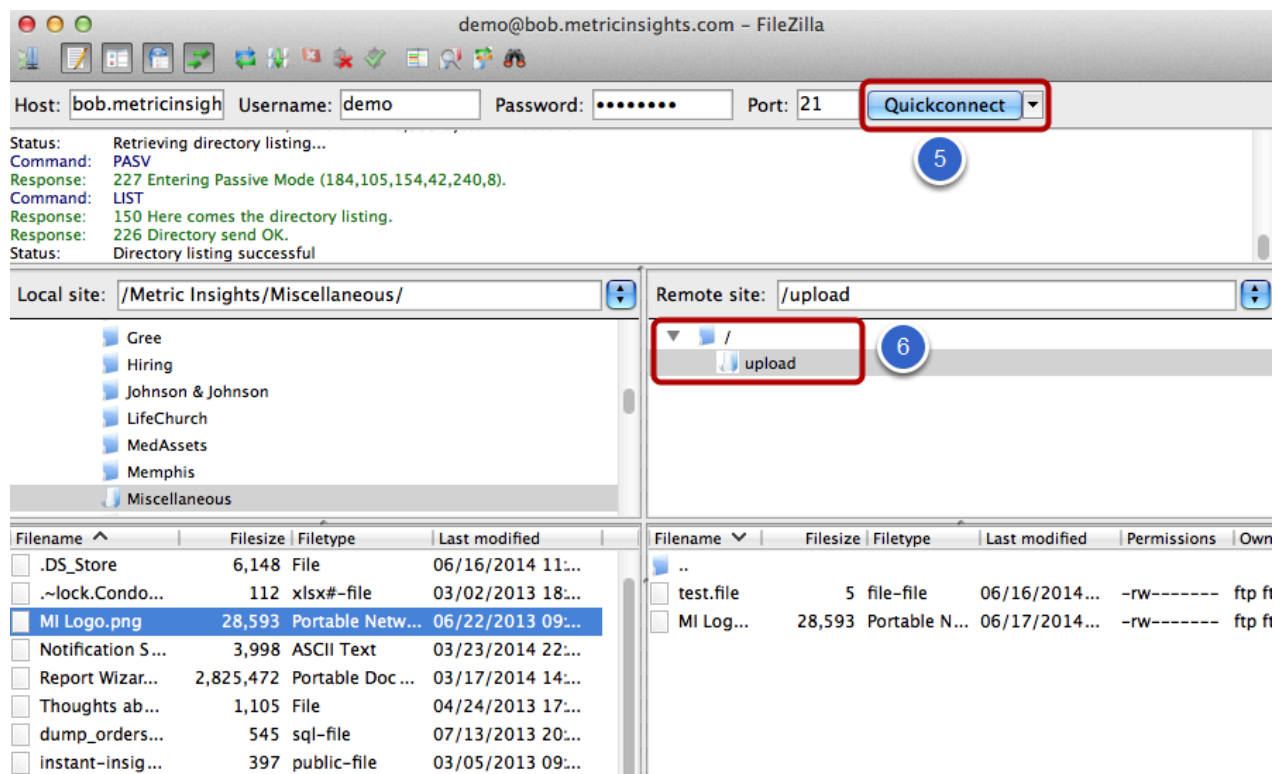 demo@bob.metricinsights.com – FileZilla
Host: bob.metricinsigh Username: demo Password: •••••••• Port: 21 Quickconnect
5
Status: Retrieving directory listing...
Command: PASV
Response: 227 Entering Passive Mode (184,105,154,42,240,8).
Command: LIST
Response: 150 Here comes the directory listing.
Response: 226 Directory send OK.
Status: Directory listing successful
Local site: /Metric Insights/Miscellaneous/
Gree
Hiring
Johnson & Johnson
LifeChurch
MedAssets
Memphis
Miscellaneous
Remote site: /upload
/
upload
6
Filename Filesize Filetype Last modified
.DS_Store 6,148 File 06/16/2014 11:...
.~lock.Condo... 112 xlsx#-file 03/02/2013 18:...
MI Logo.png 28,593 Portable Netw... 06/22/2013 09:...
Notification S... 3,998 ASCII Text 03/23/2014 22:...
Report Wizar... 2,825,472 Portable Doc ... 03/17/2014 14:...
Thoughts ab... 1,105 File 04/24/2013 17:...
dump_orders... 545 sql-file 07/13/2013 20:...
instant-insig... 397 public-file 03/05/2013 09:...
Filename Filesize Filetype Last modified Permissions Own
..
test.file 5 file-file 06/16/2014... -rw------- ftp ft
MI Log... 28,593 Portable N... 06/17/2014... -rw------- ftp ft